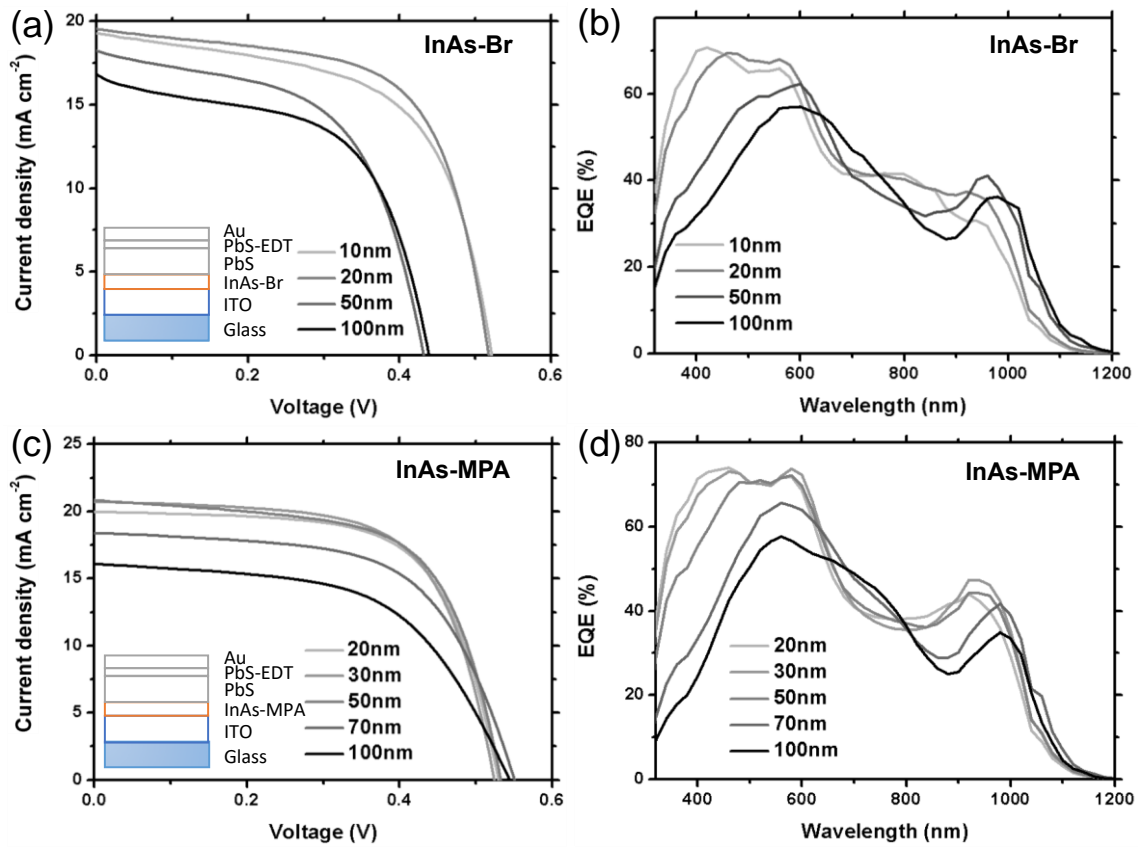 (a)
InAs-Br
Current density (mA cm-2)
20
15
10
5
0
0.0
0.2
0.4
0.6
Voltage (V)
Au
PbS-EDT
PbS
InAs-Br
ITO
Glass
10nm
20nm
50nm
100nm
(b)
InAs-Br
EQE (%)
60
40
20
0
400
600
800
1000
1200
Wavelength (nm)
10nm
20nm
50nm
100nm
(c)
InAs-MPA
Current density (mA cm-2)
25
20
15
10
5
0
0.0
0.2
0.4
0.6
Voltage (V)
Au
PbS-EDT
PbS
InAs-MPA
ITO
Glass
20nm
30nm
50nm
70nm
100nm
(d)
InAs-MPA
EQE (%)
80
60
40
20
0
400
600
800
1000
1200
Wavelength (nm)
20nm
30nm
50nm
70nm
100nm